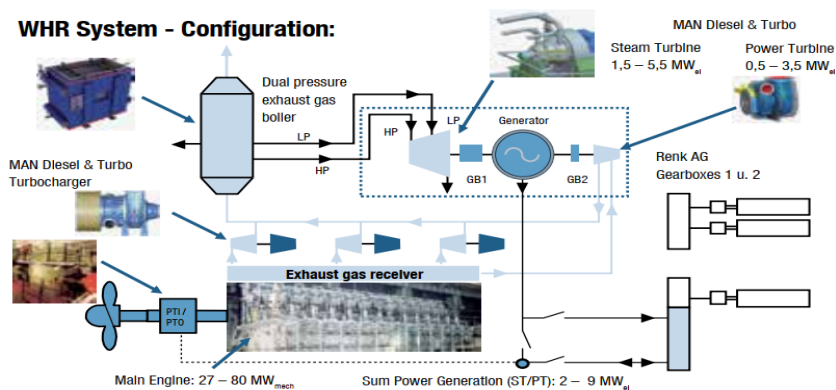 WHR System - Configuration:
MAN Diesel & Turbo
Steam Turbine
1,5 – 5,5 MWel
Power Turbine
0,5 – 3,5 MWel
Dual pressure
exhaust gas
boller
LP
HP
HP
LP
Generator
GB1
GB2
Renk AG
Gearboxes 1 u. 2
MAN Diesel & Turbo
Turbocharger
Exhaust gas receiver
PTI /
PTO
Main Engine: 27 – 80 MWmech
Sum Power Generation (ST/PT): 2 – 9 MWel